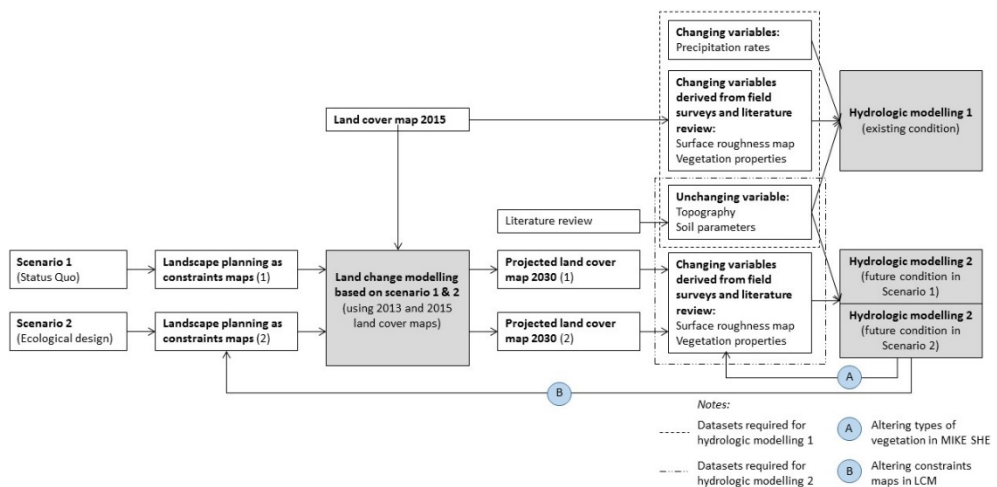 Changing variables:
Precipitation rates
Changing variables
derived from field
surveys and literature
review:
Surface roughness map
Vegetation properties
Hydrologic modelling 1
(existing condition)
Land cover map 2015
Unchanging variable:
Topography
Soil parameters
Literature review
Scenario 1
(Status Quo)
Landscape planning as
constraints maps (1)
Land change modelling
based on scenario 1 & 2
(using 2013 and 2015
land cover maps)
Projected land cover
map 2030 (1)
Changing variables
derived from field
surveys and literature
review:
Surface roughness map
Vegetation properties
Hydrologic modelling 2
(future condition in
Scenario 1)
Scenario 2
(Ecological design)
Landscape planning as
constraints maps (2)
Projected land cover
map 2030 (2)
Hydrologic modelling 2
(future condition in
Scenario 2)
A
B
Notes:
Datasets required for
hydrologic modelling 1
A
Altering types of
vegetation in MIKE SHE
Datasets required for
hydrologic modelling 2
B
Altering constraints
maps in LCM